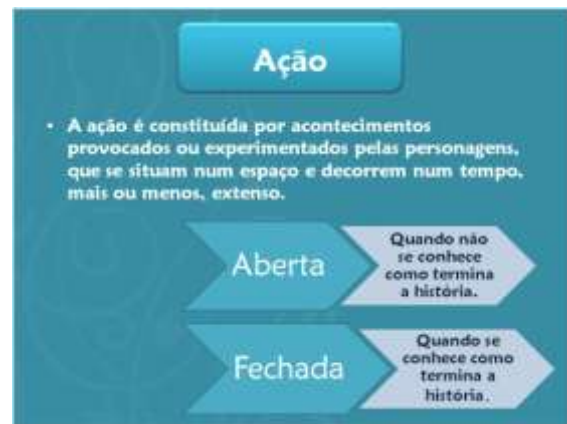 Ação
• A ação é constituída por acontecimentos
provocados ou experimentados pelas personagens,
que se situam num espaço e decorrem num tempo,
mais ou menos, extenso.
Aberta
Quando não
se conhece
como termina
a história.
Fechada
Quando se
conhece como
termina a
história.